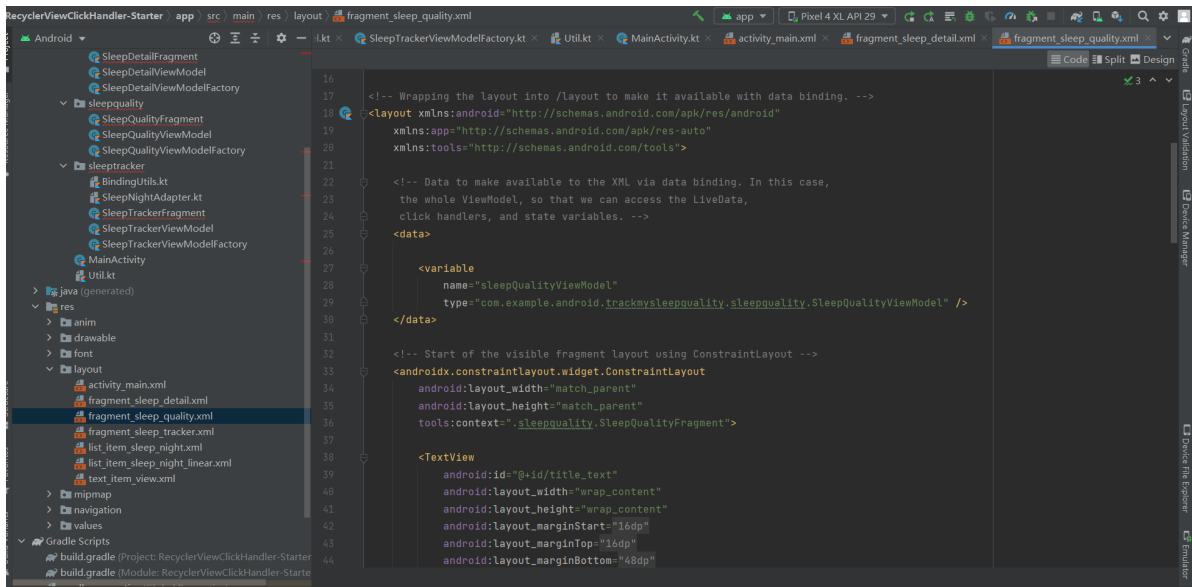 RecyclerViewClickHandler-Starter app src main res layout fragment_sleep_quality.xml
app Pixel 4 XL API 29
Android
l.kt SleepTrackerViewModelFactory.kt Util.kt MainActivity.kt activity_main.xml fragment_sleep_detail.xml fragment_sleep_quality.xml
Code Split Design
3
SleepDetailFragment
SleepDetailViewModel
SleepDetailViewModelFactory
sleepquality
SleepQualityFragment
SleepQualityViewModel
SleepQualityViewModelFactory
sleeptracker
BindingUtils.kt
SleepNightAdapter.kt
SleepTrackerFragment
SleepTrackerViewModel
SleepTrackerViewModelFactory
MainActivity
Util.kt
java (generated)
res
anim
drawable
font
layout
activity_main.xml
fragment_sleep_detail.xml
fragment_sleep_quality.xml
fragment_sleep_tracker.xml
list_item_sleep_night.xml
list_item_sleep_night_linear.xml
text_item_view.xml
mipmap
navigation
values
Gradle Scripts
build.gradle (Project: RecyclerViewClickHandler-Starter
build.gradle (Module: RecyclerViewClickHandler-Starte
16
17 <!-- Wrapping the layout into /layout to make it available with data binding. -->
18 <layout xmlns:android="http://schemas.android.com/apk/res/android"
19 xmlns:app="http://schemas.android.com/apk/res-auto"
20 xmlns:tools="http://schemas.android.com/tools">
21
22 <!-- Data to make available to the XML via data binding. In this case,
23 the whole ViewModel, so that we can access the LiveData,
24 click handlers, and state variables. -->
25 <data>
26
27 <variable
28 name="sleepQualityViewModel"
29 type="com.example.android.trackmysleepquality.sleepquality.SleepQualityViewModel" />
30 </data>
31
32 <!-- Start of the visible fragment layout using ConstraintLayout -->
33 <androidx.constraintlayout.widget.ConstraintLayout
34 android:layout_width="match_parent"
35 android:layout_height="match_parent"
36 tools:context=".sleepquality.SleepQualityFragment">
37
38 <TextView
39 android:id="@+id/title_text"
40 android:layout_width="wrap_content"
41 android:layout_height="wrap_content"
42 android:layout_marginStart="16dp"
43 android:layout_marginTop="16dp"
44 android:layout_marginBottom="48dp"
Gradle
Layout Validation
Device Manager
Device File Explorer
Emulator